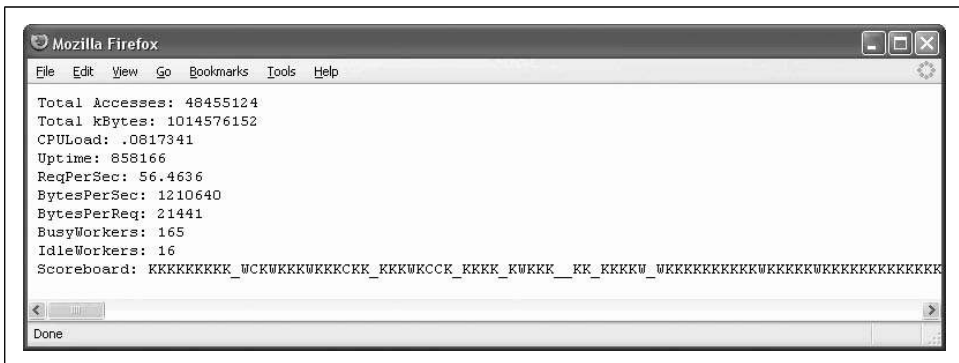 Mozilla Firefox
File Edit View Go Bookmarks Tools Help
Total Accesses: 48455124
Total kBytes: 1014576152
CPULoad: .0817341
Uptime: 858166
ReqPerSec: 56.4636
BytesPerSec: 1210640
BytesPerReq: 21441
BusyWorkers: 165
IdleWorkers: 16
Scoreboard: KKKKKKKKK_WCKWKKKWKKKCKK_KKKWKCCK_KKKK_KWKKK__KK_KKKKW_WKKKKKKKKKKWKKKKKWKKKKKKKKKKKKK
Done